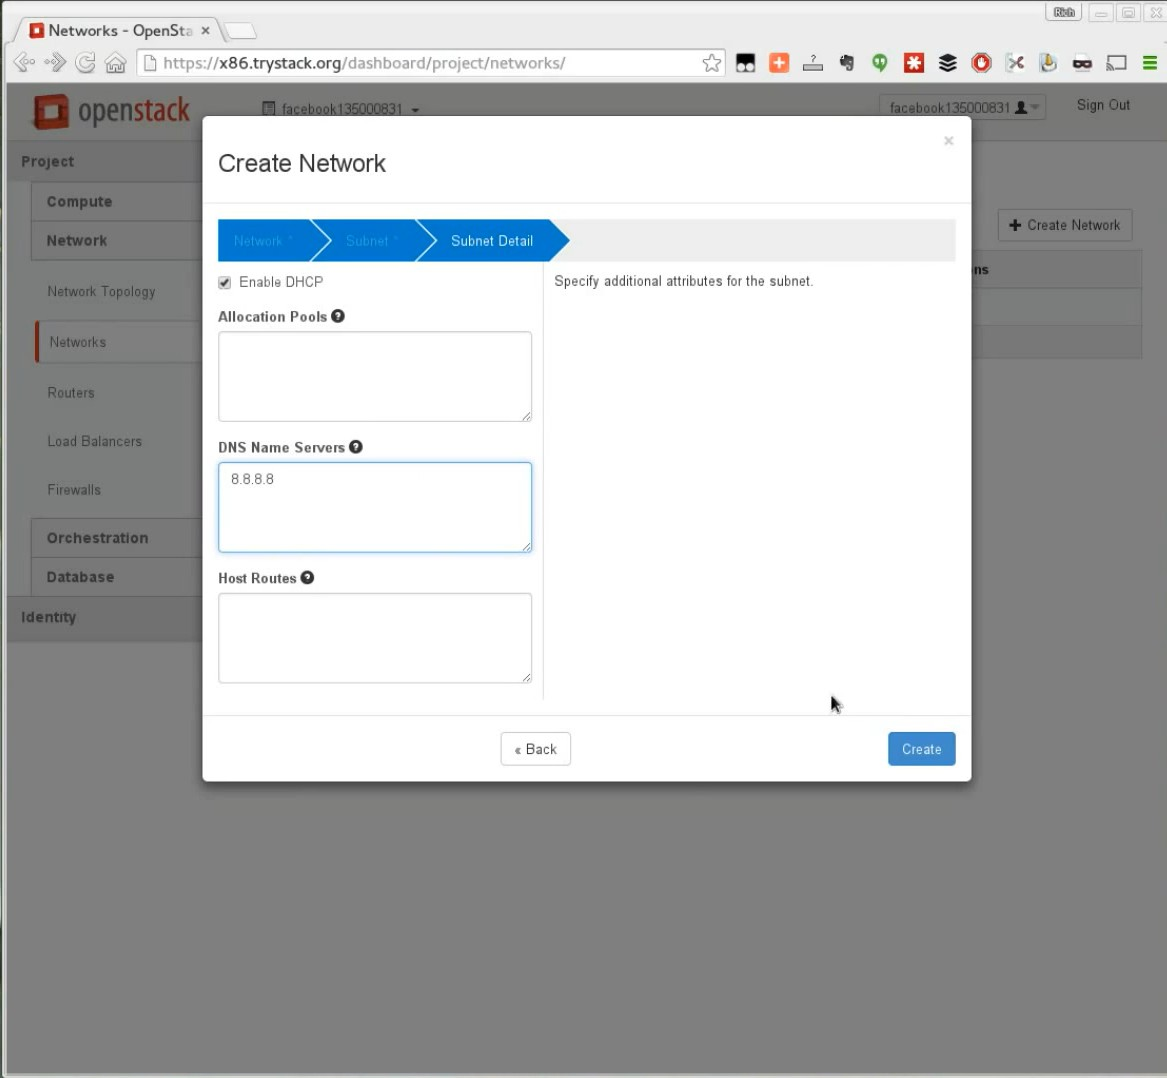 Rich
Networks - OpenSta ×
https://x86.trystack.org/dashboard/project/networks/
openstack
facebook135000831
facebook135000831
Sign Out
Project
Compute
Network
Network Topology
Networks
Routers
Load Balancers
Firewalls
Orchestration
Database
Identity
+ Create Network
ns
Create Network
×
Network *
Subnet *
Subnet Detail
Enable DHCP
Specify additional attributes for the subnet.
Allocation Pools ?
DNS Name Servers ?
8.8.8.8
Host Routes ?
« Back
Create